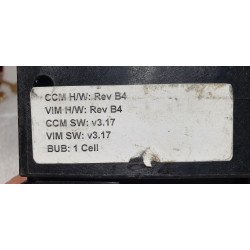 CCM H/W: Rev B4
VIM H/W: Rev B4
CCM SW: v3.17
VIM SW: v3.17
BUB: 1 Cell